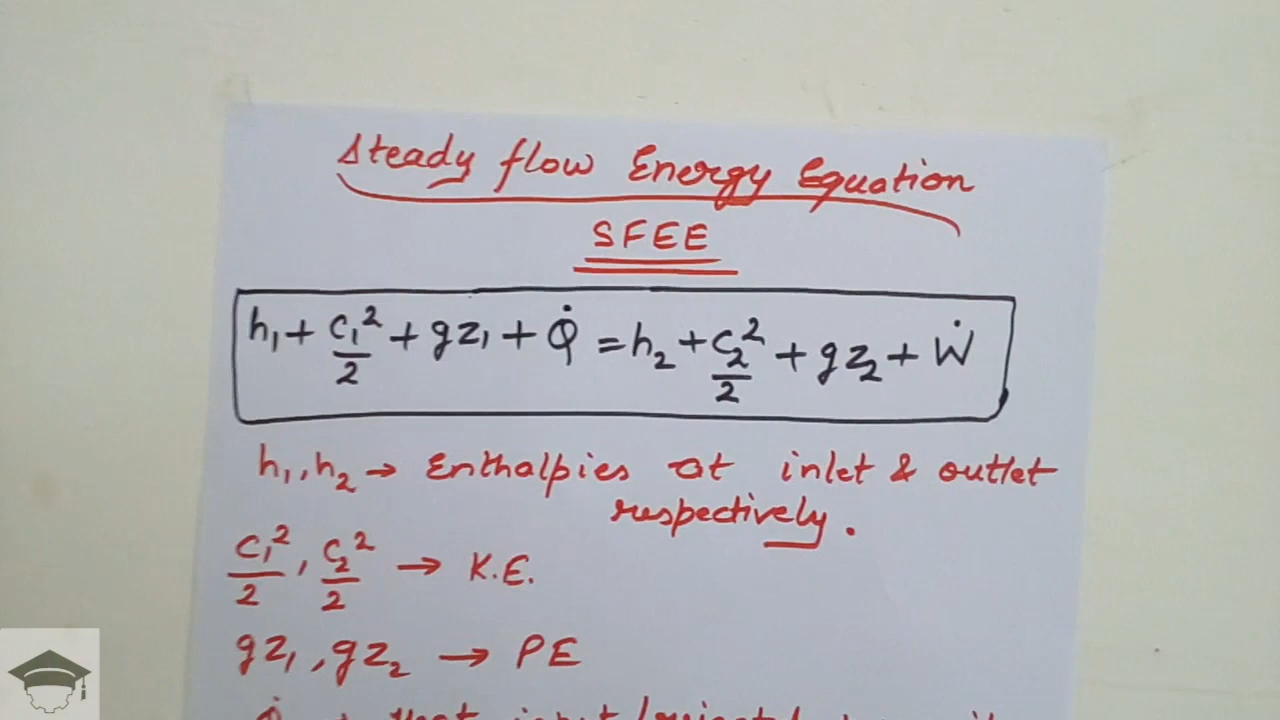 Steady flow Energy Equation
SFEE
h₁ + c₁²/2 + gz₁ + Q̇ = h₂ + c₂²/2 + gz₂ + Ẇ
h₁, h₂ → Enthalpies at inlet & outlet
respectively.
c₁²/2, c₂²/2 → K.E.
gz₁, gz₂ → PE